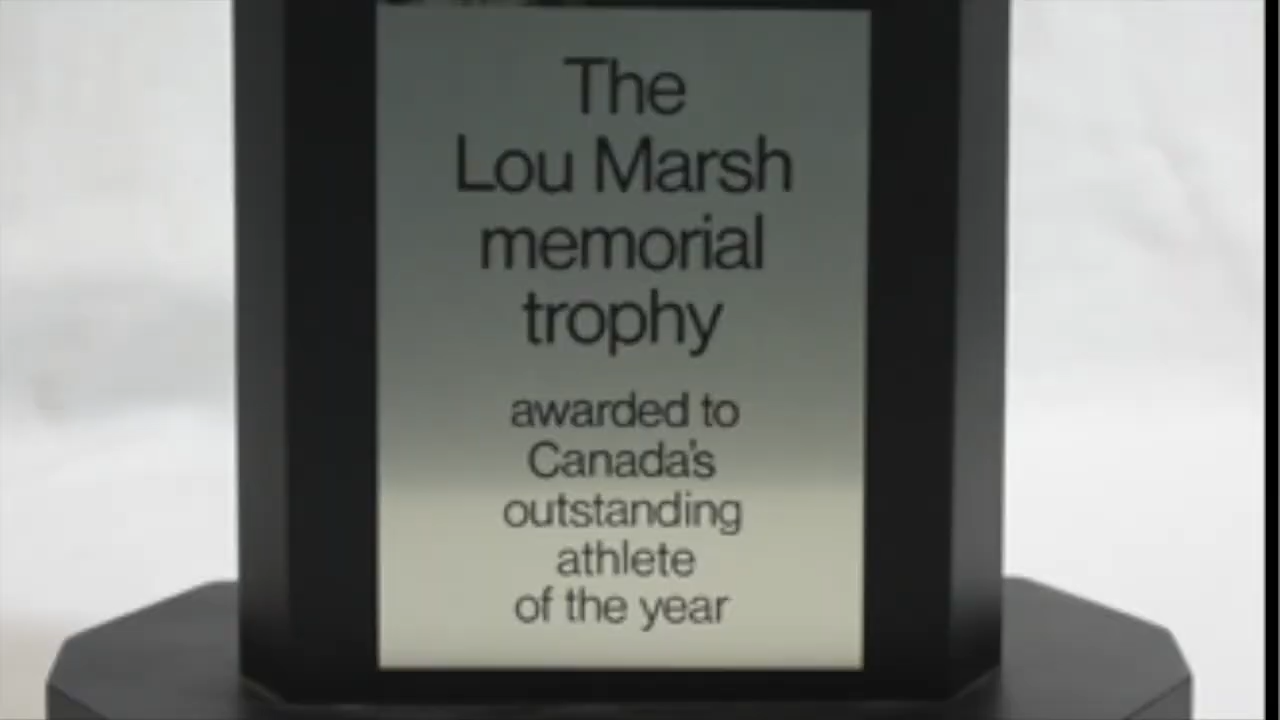 The
Lou Marsh
memorial
trophy
awarded to
Canada's
outstanding
athlete
of the year